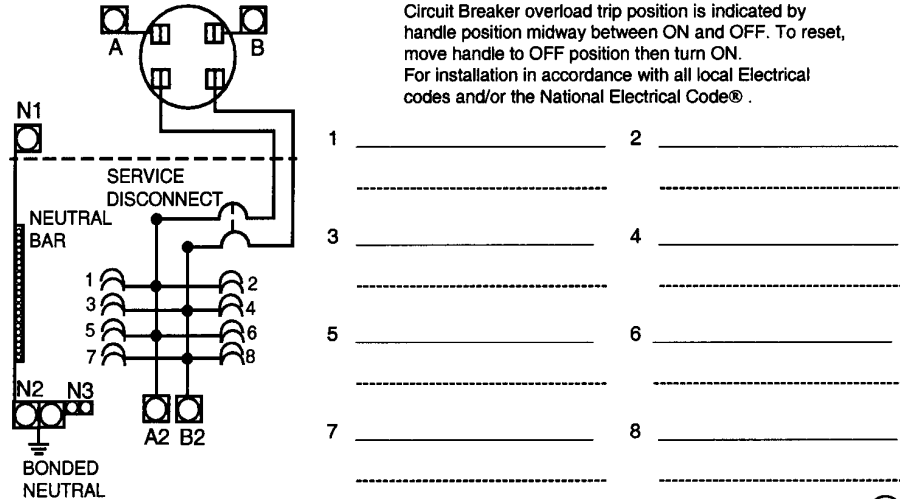 Circuit Breaker overload trip position is indicated by
handle position midway between ON and OFF. To reset,
move handle to OFF position then turn ON.
For installation in accordance with all local Electrical
codes and/or the National Electrical Code® .
A
B
N1
SERVICE
DISCONNECT
NEUTRAL
BAR
1
2
3
4
5
6
7
8
N2
N3
A2 B2
BONDED
NEUTRAL
1
2
3
4
5
6
7
8